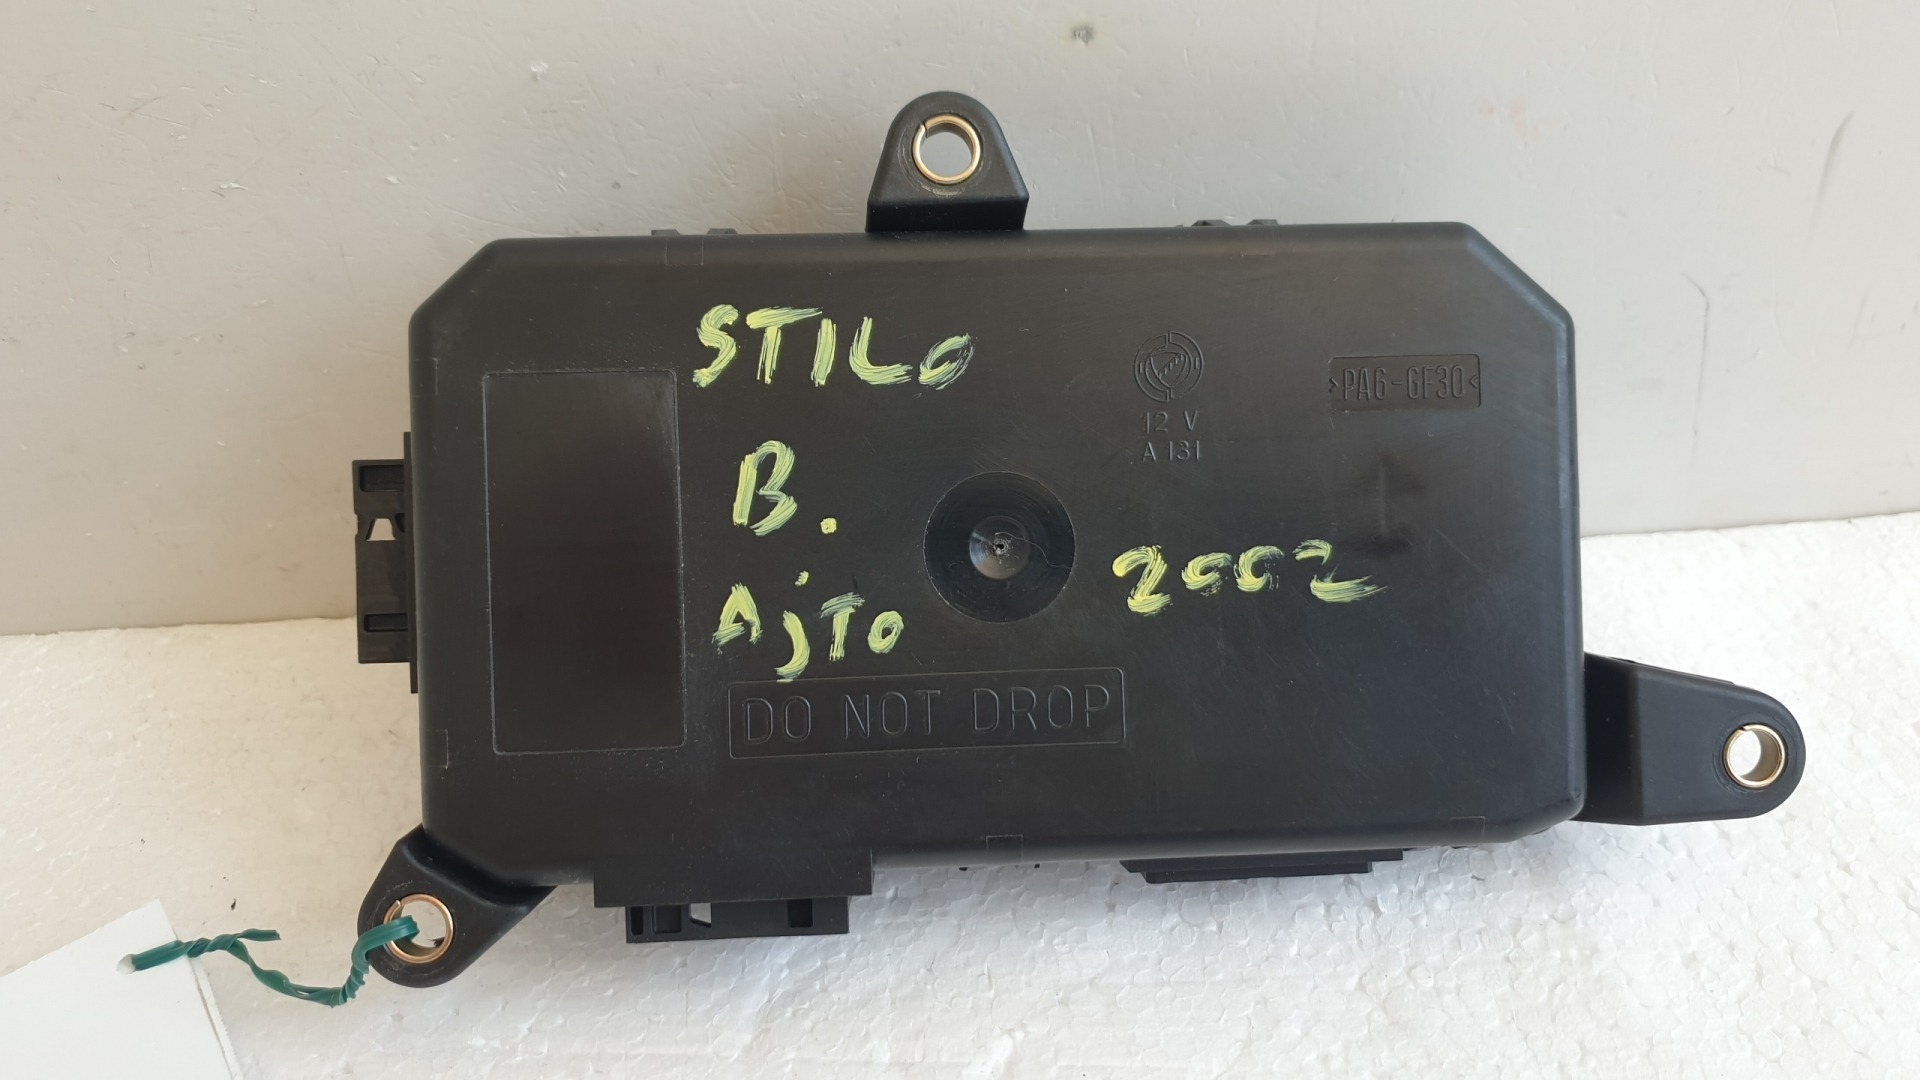 STILO
B.
AjTO
2002
12 V
A 131
>PA6-GF30<
DO NOT DROP